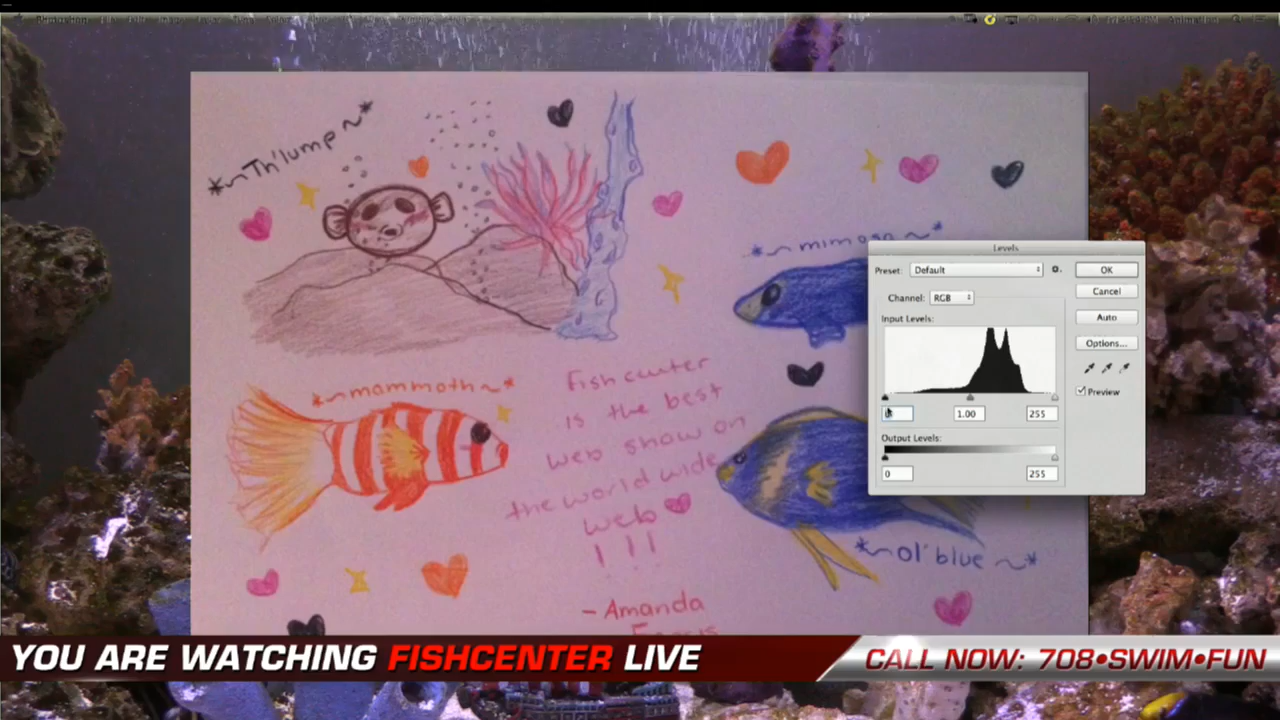 *~Th'lump~*
*~mimosa~*
*~mammoth~*
Fishcenter
is the best
web show on
the world wide
web
!!!
*~Ol' blue~*
- Amanda
Levels
Preset: Default
OK
Cancel
Channel: RGB
Auto
Input Levels:
Options...
Preview
1.00
255
Output Levels:
0
255
YOU ARE WATCHING FISHCENTER LIVE
CALL NOW: 708•SWIM•FUN